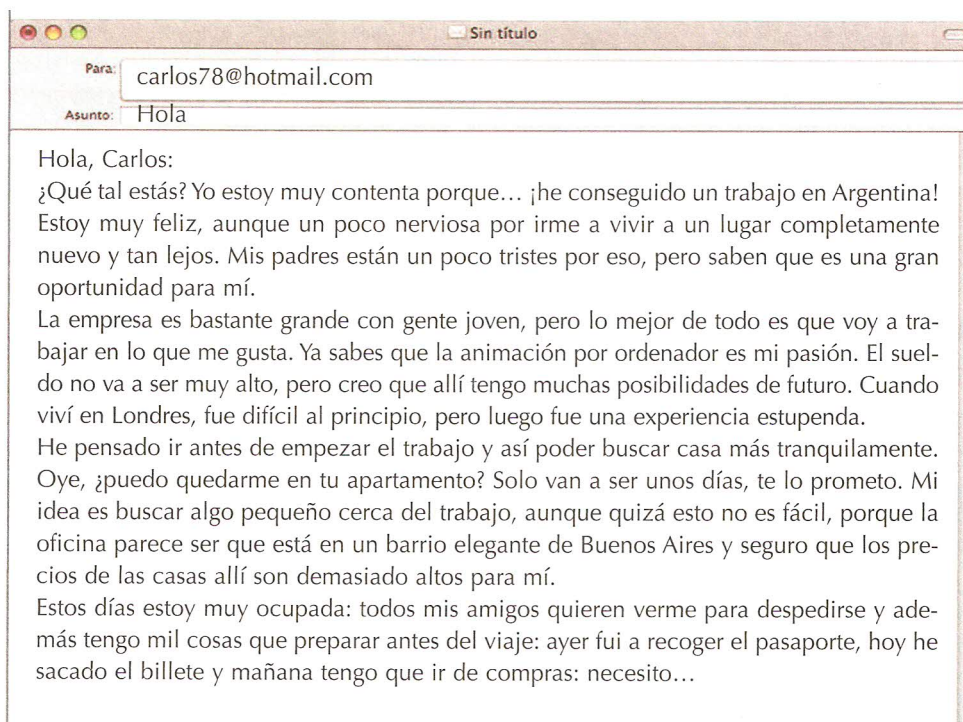 Sin título
Para: carlos78@hotmail.com
Asunto: Hola
Hola, Carlos:
¿Qué tal estás? Yo estoy muy contenta porque... ¡he conseguido un trabajo en Argentina!
Estoy muy feliz, aunque un poco nerviosa por irme a vivir a un lugar completamente
nuevo y tan lejos. Mis padres están un poco tristes por eso, pero saben que es una gran
oportunidad para mí.
La empresa es bastante grande con gente joven, pero lo mejor de todo es que voy a tra-
bajar en lo que me gusta. Ya sabes que la animación por ordenador es mi pasión. El suel-
do no va a ser muy alto, pero creo que allí tengo muchas posibilidades de futuro. Cuando
viví en Londres, fue difícil al principio, pero luego fue una experiencia estupenda.
He pensado ir antes de empezar el trabajo y así poder buscar casa más tranquilamente.
Oye, ¿puedo quedarme en tu apartamento? Solo van a ser unos días, te lo prometo. Mi
idea es buscar algo pequeño cerca del trabajo, aunque quizá esto no es fácil, porque la
oficina parece ser que está en un barrio elegante de Buenos Aires y seguro que los pre-
cios de las casas allí son demasiado altos para mí.
Estos días estoy muy ocupada: todos mis amigos quieren verme para despedirse y ade-
más tengo mil cosas que preparar antes del viaje: ayer fui a recoger el pasaporte, hoy he
sacado el billete y mañana tengo que ir de compras: necesito...